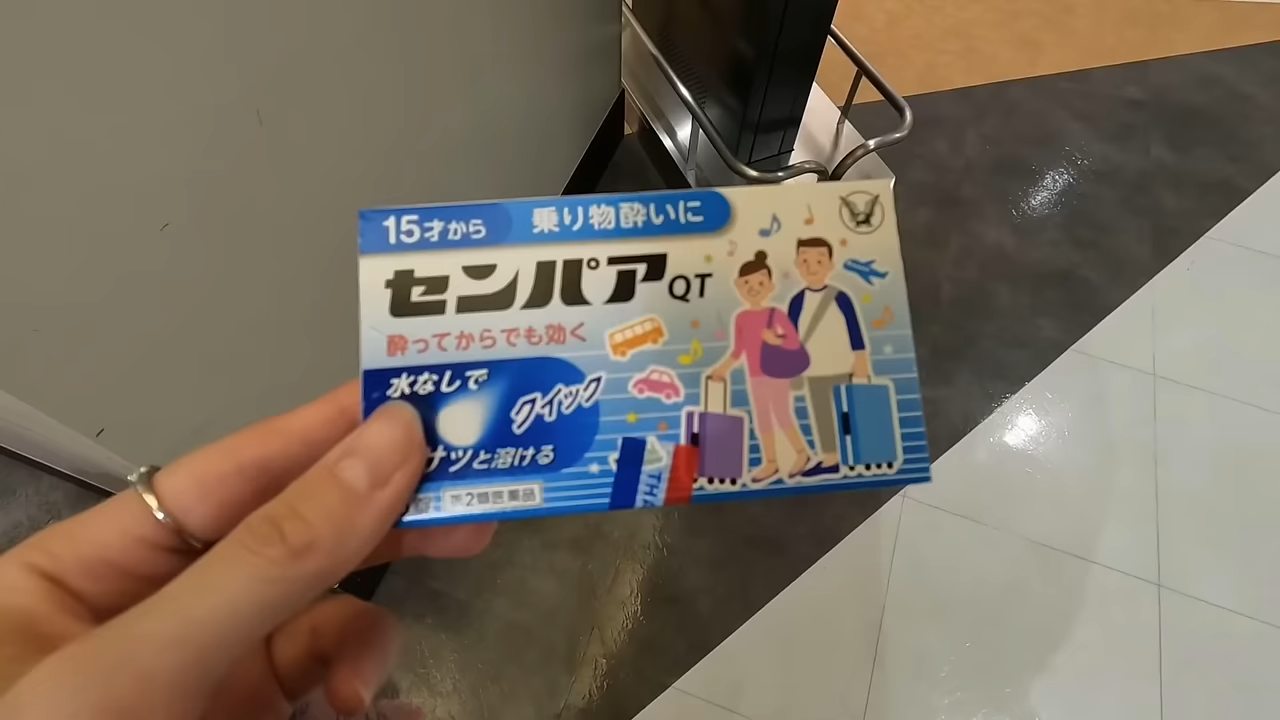 15才から 乗り物酔いに
センパア QT
酔ってからでも効く
水なしで
クイック
サッと溶ける
第2類医薬品